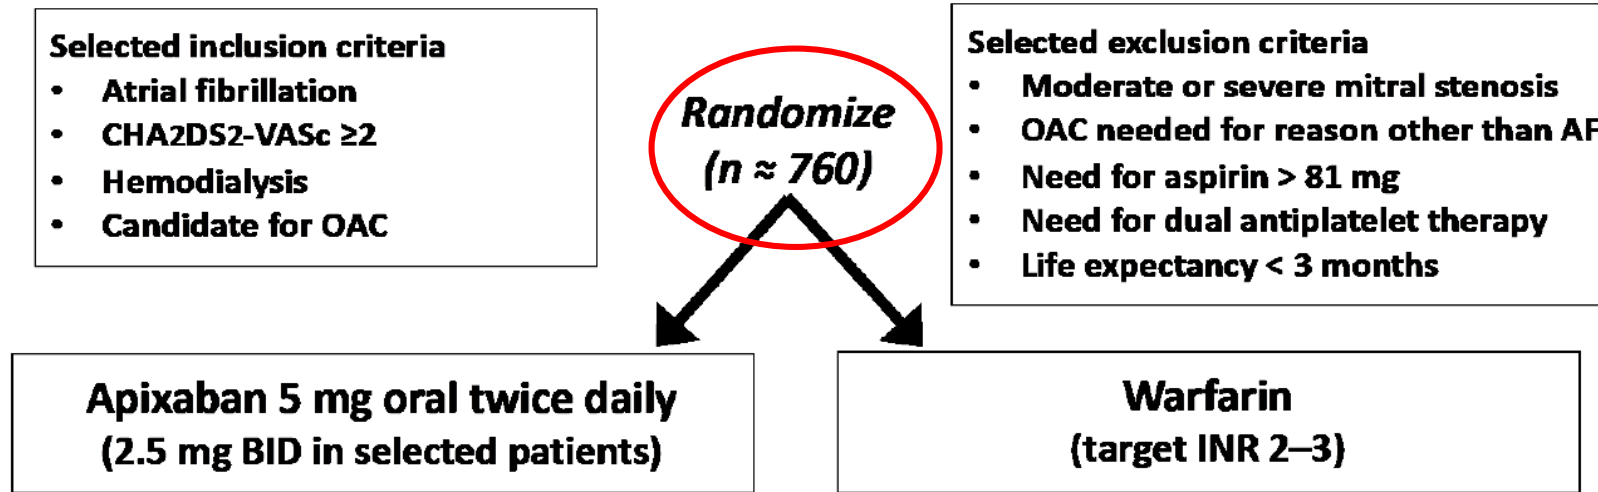 Selected inclusion criteria
• Atrial fibrillation
• CHA2DS2-VASc ≥2
• Hemodialysis
• Candidate for OAC
Randomize
(n ≈ 760)
Selected exclusion criteria
• Moderate or severe mitral stenosis
• OAC needed for reason other than AF
• Need for aspirin > 81 mg
• Need for dual antiplatelet therapy
• Life expectancy < 3 months
Apixaban 5 mg oral twice daily
(2.5 mg BID in selected patients)
Warfarin
(target INR 2–3)